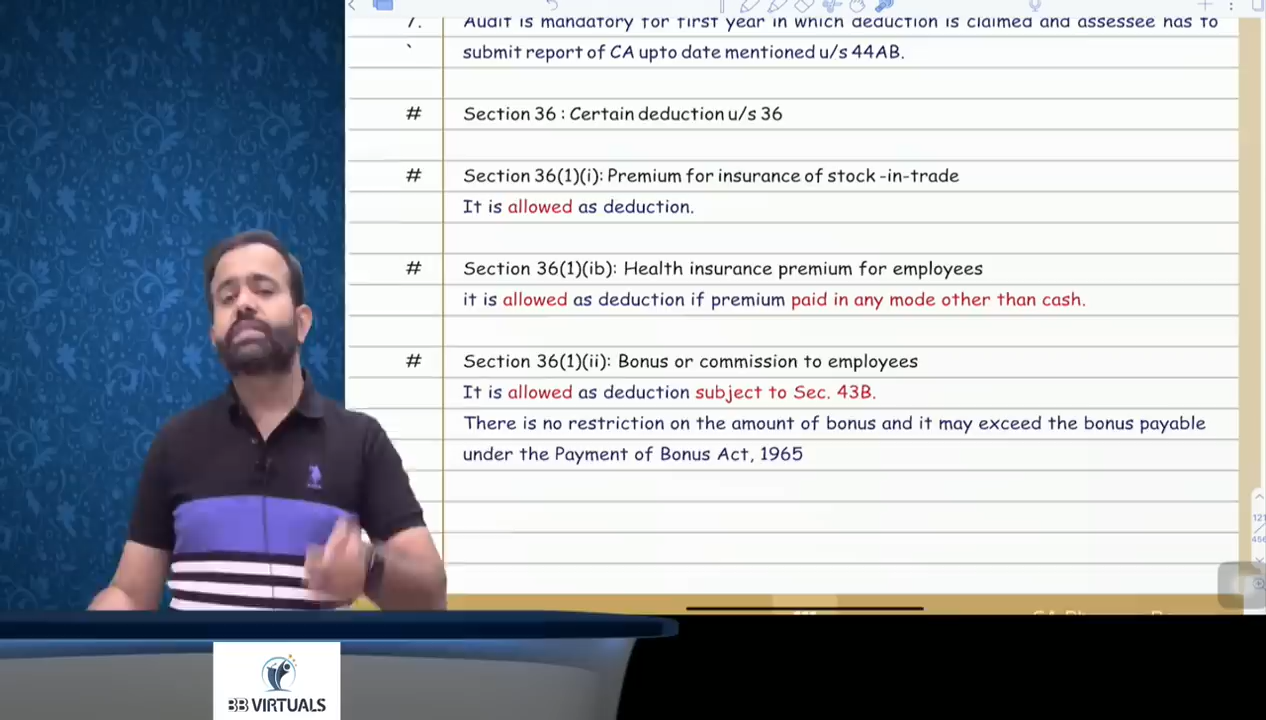 7. Audit is mandatory for first year in which deduction is claimed and assessee has to
submit report of CA upto date mentioned u/s 44AB.
# Section 36 : Certain deduction u/s 36
# Section 36(1)(i): Premium for insurance of stock -in-trade
It is allowed as deduction.
# Section 36(1)(ib): Health insurance premium for employees
it is allowed as deduction if premium paid in any mode other than cash.
# Section 36(1)(ii): Bonus or commission to employees
It is allowed as deduction subject to Sec. 43B.
There is no restriction on the amount of bonus and it may exceed the bonus payable
under the Payment of Bonus Act, 1965
BB VIRTUALS